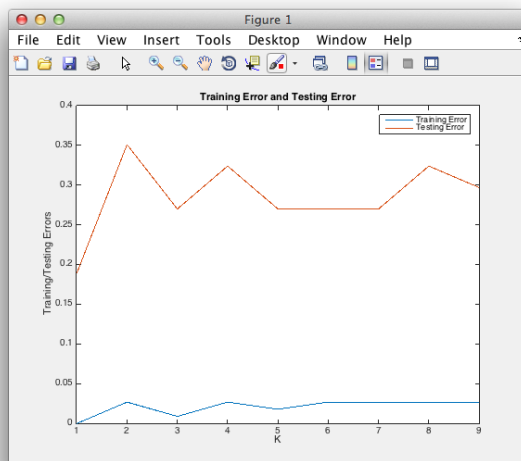 Figure 1
File Edit View Insert Tools Desktop Window Help
Training Error and Testing Error
Training Error
Testing Error
0.4
0.35
0.3
0.25
0.2
0.15
0.1
0.05
0
Training/Testing Errors
1 2 3 4 5 6 7 8 9
K